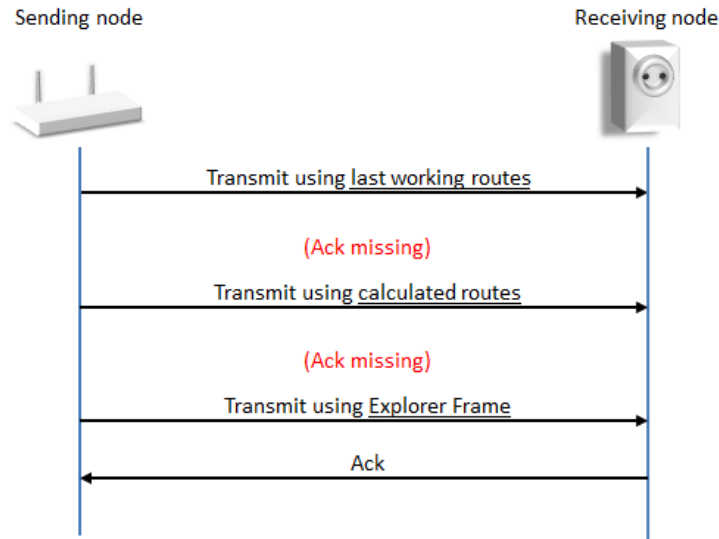 Sending node
Receiving node
Transmit using last working routes
(Ack missing)
Transmit using calculated routes
(Ack missing)
Transmit using Explorer Frame
Ack